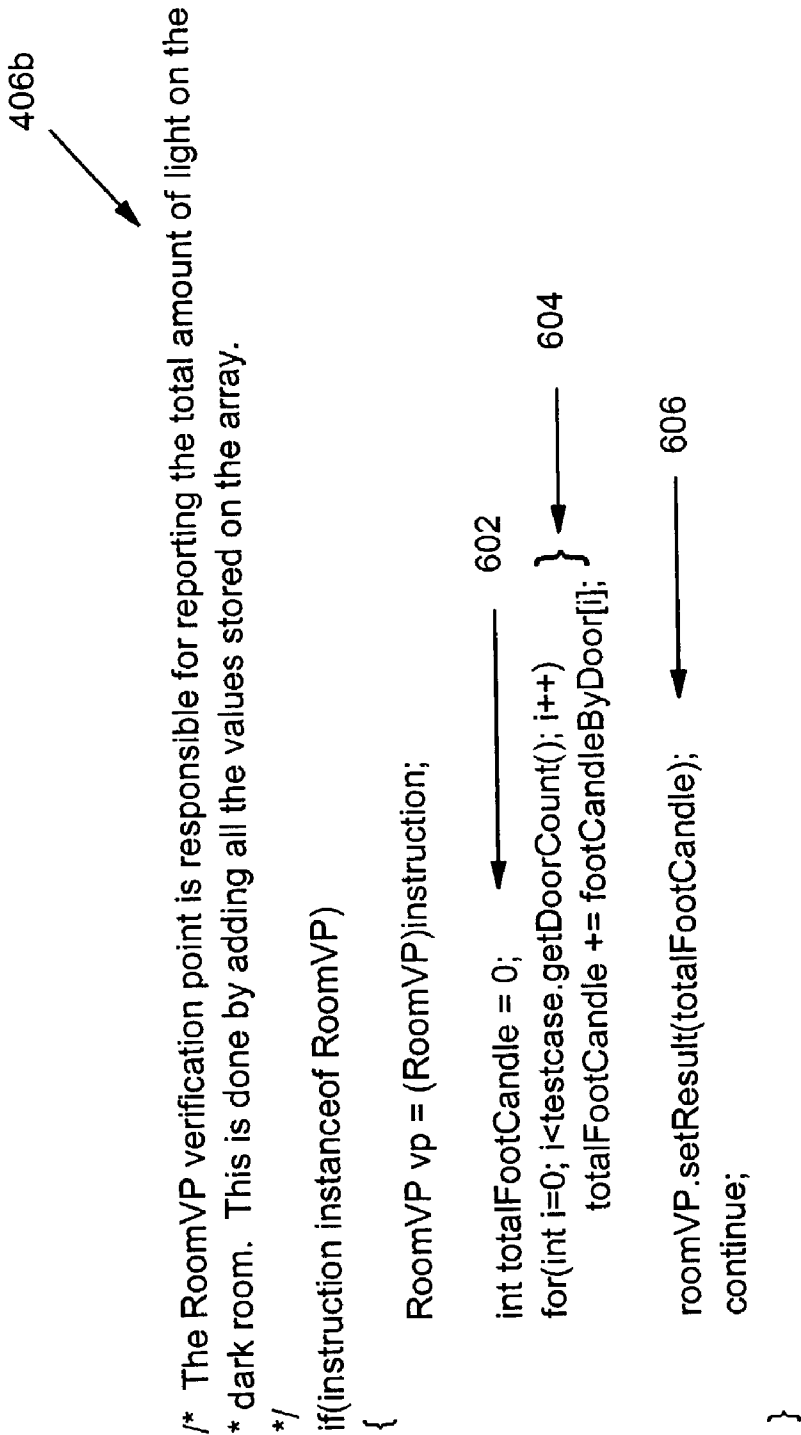 406b
/* The RoomVP verification point is responsible for reporting the total amount of light on the
* dark room. This is done by adding all the values stored on the array.
*/
if(instruction instanceof RoomVP)
{
RoomVP vp = (RoomVP)instruction;
int totalFootCandle = 0; 602
for(int i=0; i<testcase.getDoorCount(); i++) } 604
totalFootCandle += footCandleByDoor[i];
roomVP.setResult(totalFootCandle); 606
continue;
}